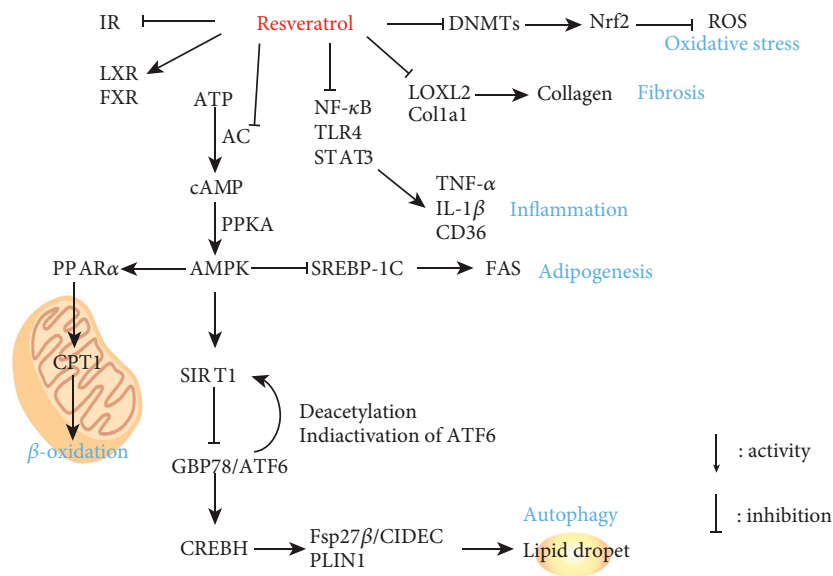 IR
Resveratrol
DNMTs
Nrf2
ROS
Oxidative stress
LXR
FXR
ATP
AC
NF-κB
TLR4
STAT3
LOXL2
Col1a1
Collagen
Fibrosis
cAMP
TNF-α
IL-1β
CD36
Inflammation
PPKA
PPARα
AMPK
SREBP-1C
FAS
Adipogenesis
CPT1
SIRT1
Deacetylation
Indiactivation of ATF6
β-oxidation
GBP78/ATF6
: activity
CREBH
Fsp27β/CIDEC
PLIN1
Autophagy
Lipid dropet
: inhibition